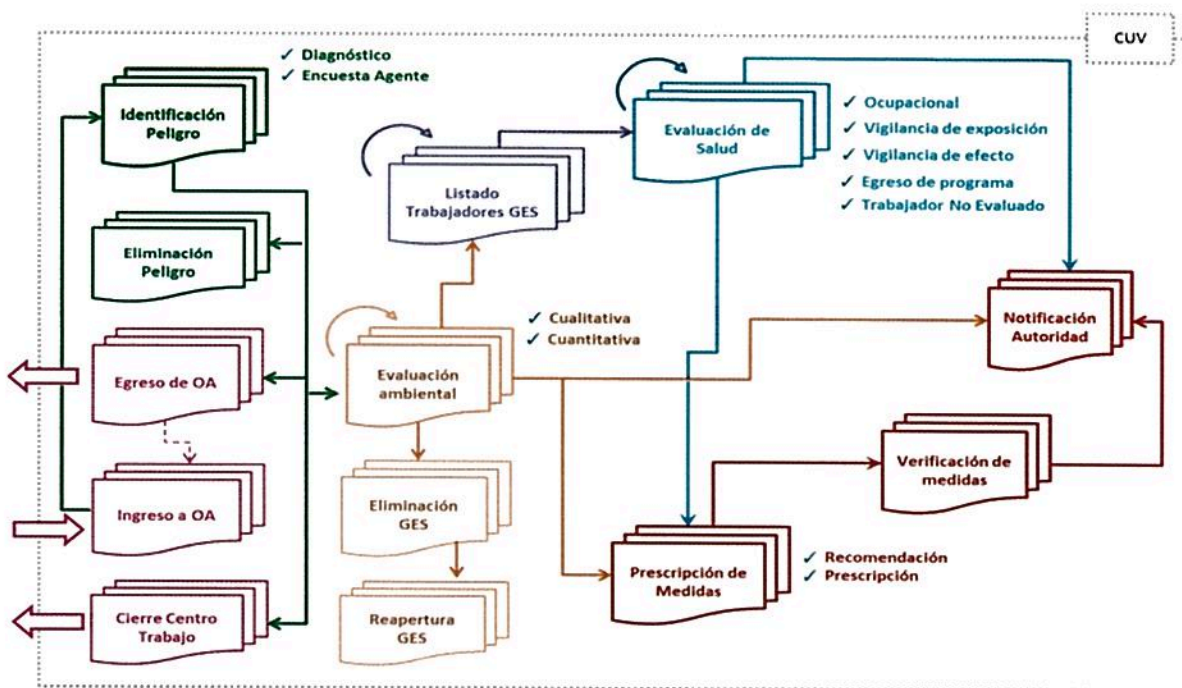 CUV
✓ Diagnóstico
✓ Encuesta Agente
Identificación
Peligro
Eliminación
Peligro
Egreso de OA
Ingreso a OA
Cierre Centro
Trabajo
Listado
Trabajadores GES
✓ Cualitativa
✓ Cuantitativa
Evaluación
ambiental
Eliminación
GES
Reapertura
GES
Evaluación de
Salud
✓ Ocupacional
✓ Vigilancia de exposición
✓ Vigilancia de efecto
✓ Egreso de programa
✓ Trabajador No Evaluado
Notificación
Autoridad
Verificación de
medidas
Prescripción de
Medidas
✓ Recomendación
✓ Prescripción